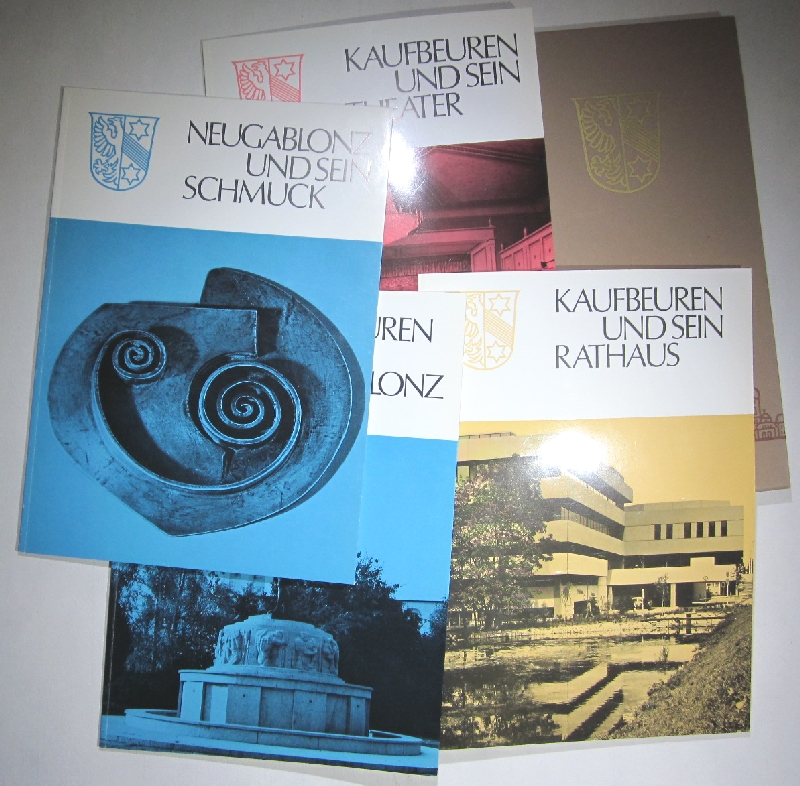 KAUFBEUREN
UND SEIN
THEATER
NEUGABLONZ
UND SEIN
SCHMUCK
UREN
LONZ
KAUFBEUREN
UND SEIN
RATHAUS